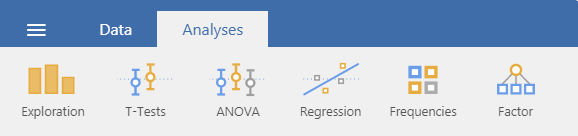 Data Analyses
Exploration T-Tests ANOVA Regression Frequencies Factor